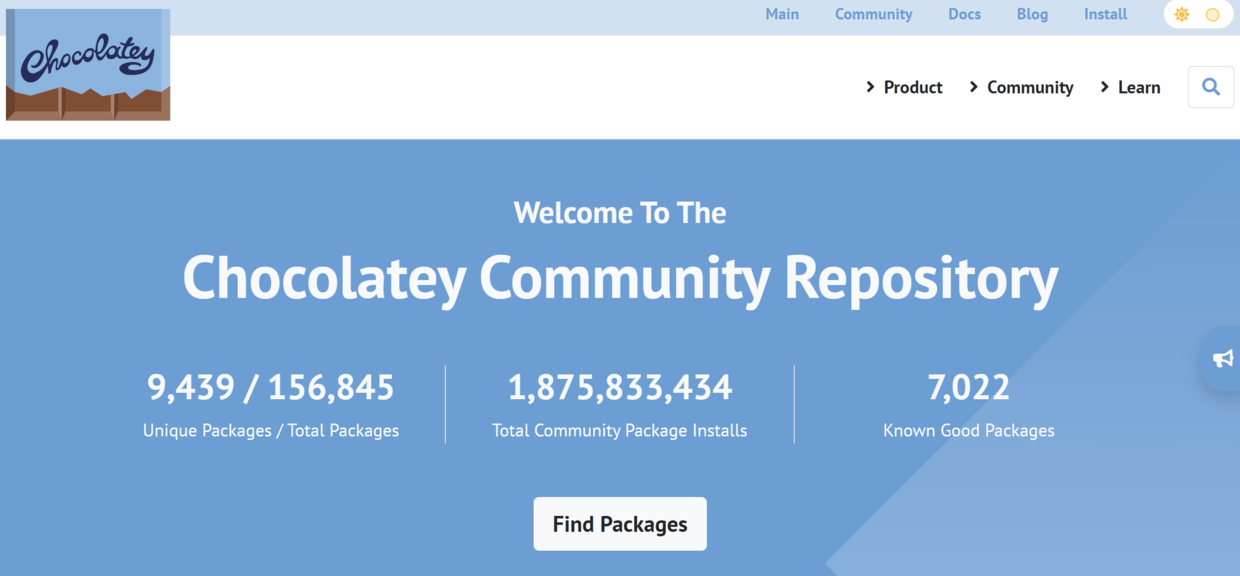 Main Community Docs Blog Install
Chocolatey
Product Community Learn
Welcome To The
Chocolatey Community Repository
9,439 / 156,845
Unique Packages / Total Packages
1,875,833,434
Total Community Package Installs
7,022
Known Good Packages
Find Packages